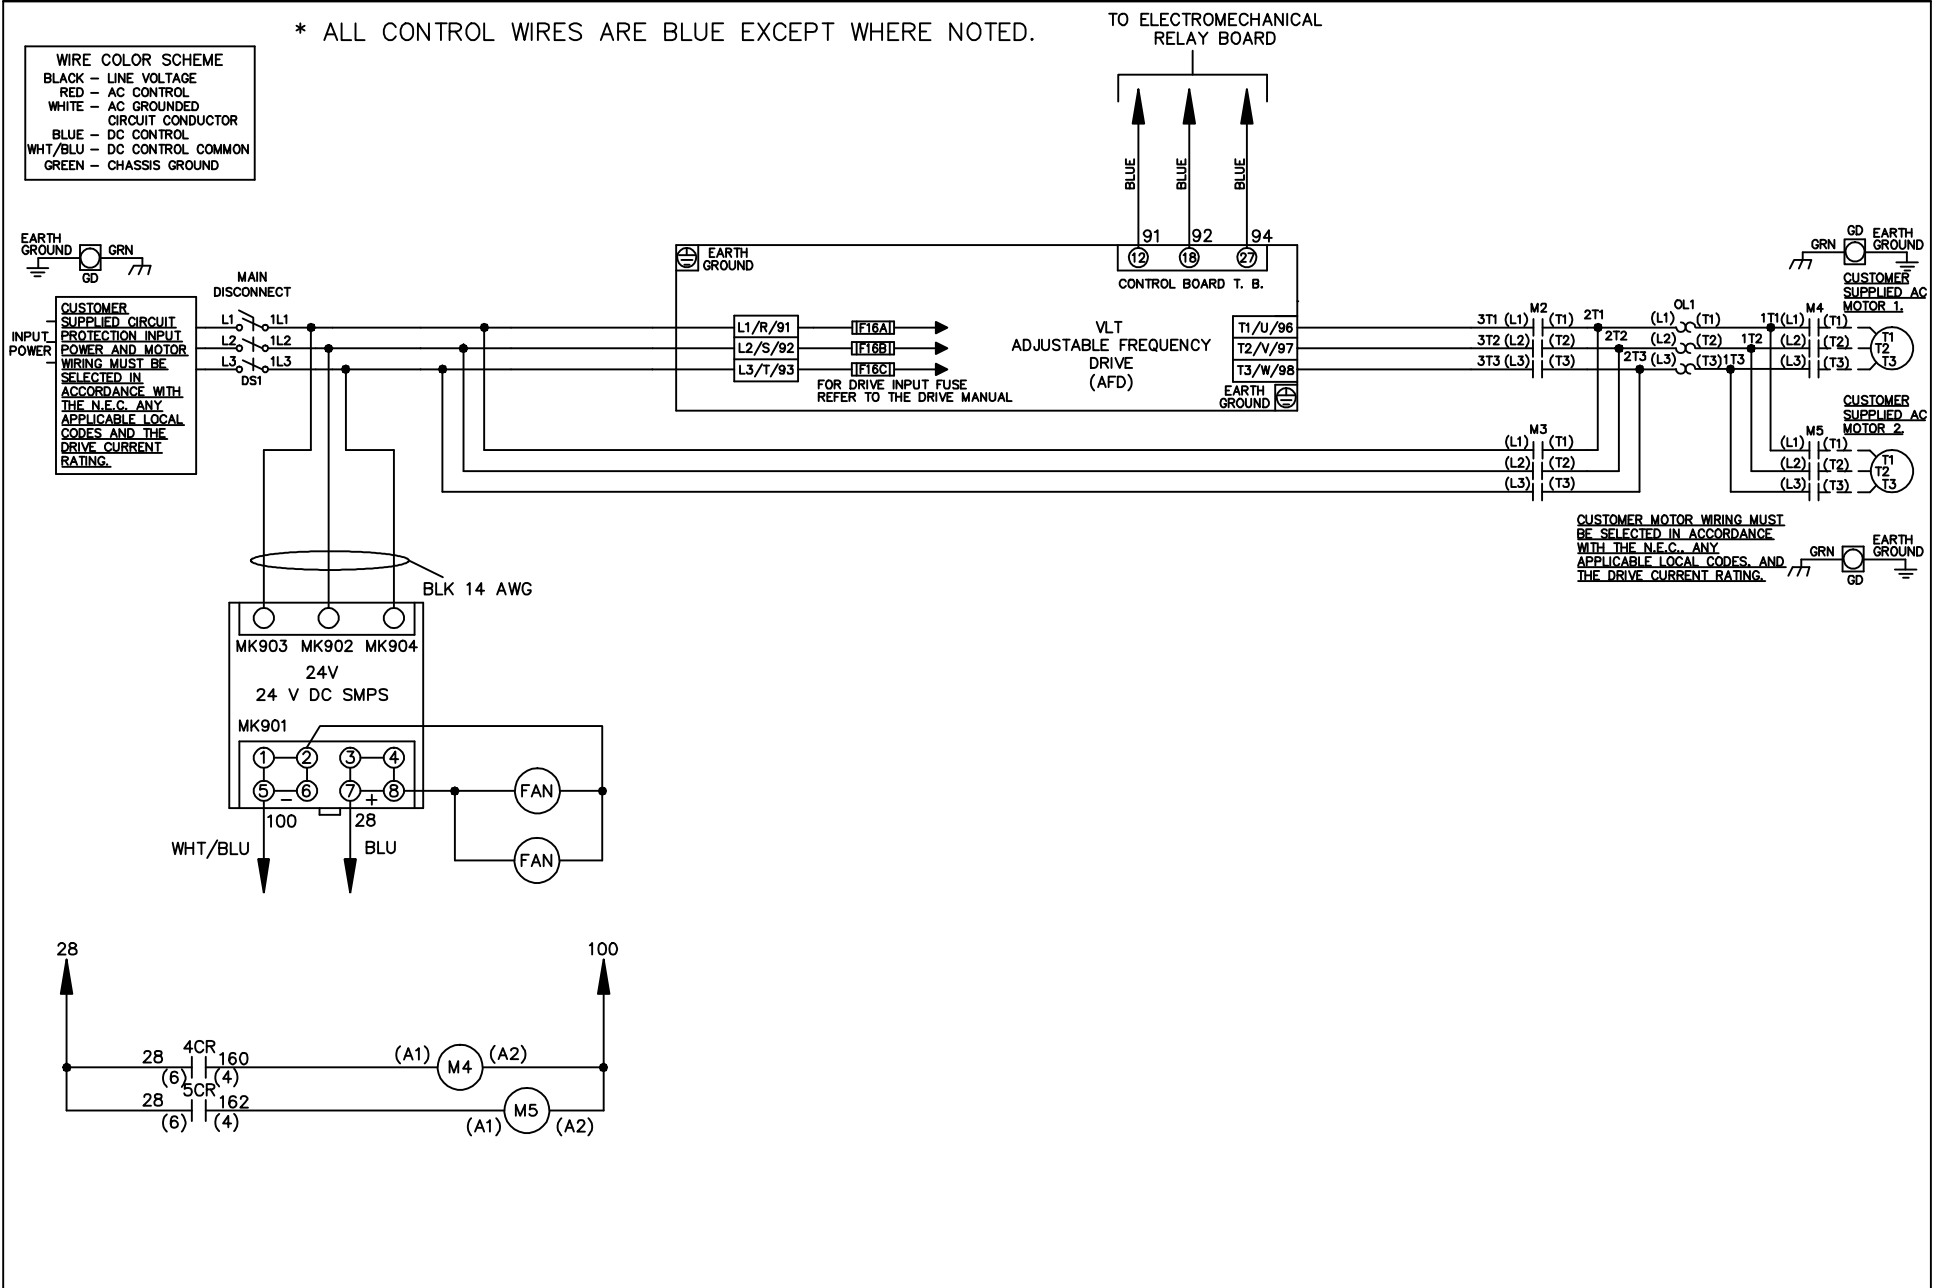 * ALL CONTROL WIRES ARE BLUE EXCEPT WHERE NOTED.
TO ELECTROMECHANICAL
RELAY BOARD
WIRE COLOR SCHEME
BLACK – LINE VOLTAGE
RED – AC CONTROL
WHITE – AC GROUNDED
CIRCUIT CONDUCTOR
BLUE – DC CONTROL
WHT/BLU – DC CONTROL COMMON
GREEN – CHASSIS GROUND
BLUE
BLUE
BLUE
91
92
94
12
18
27
CONTROL BOARD T. B.
EARTH
GROUND
GRN
GD
MAIN
DISCONNECT
L1
1L1
L2
1L2
L3
1L3
DS1
INPUT
POWER
CUSTOMER
SUPPLIED CIRCUIT
PROTECTION INPUT
POWER AND MOTOR
WIRING MUST BE
SELECTED IN
ACCORDANCE WITH
THE N.E.C. ANY
APPLICABLE LOCAL
CODES AND THE
DRIVE CURRENT
RATING.
EARTH
GROUND
L1/R/91
L2/S/92
L3/T/93
F16A
F16B
F16C
FOR DRIVE INPUT FUSE
REFER TO THE DRIVE MANUAL
VLT
ADJUSTABLE FREQUENCY
DRIVE
(AFD)
T1/U/96
T2/V/97
T3/W/98
EARTH
GROUND
M2
3T1 (L1) (T1) 2T1
3T2 (L2) (T2) 2T2
3T3 (L3) (T3) 2T3
OL1
(L1) (T1) 1T1
(L2) (T2) 1T2
(L3) (T3) 1T3
M4
(L1) (T1)
(L2) (T2)
(L3) (T3)
T1
T2
T3
GRN
GD
EARTH
GROUND
CUSTOMER
SUPPLIED AC
MOTOR 1.
M3
(L1) (T1)
(L2) (T2)
(L3) (T3)
CUSTOMER
SUPPLIED AC
MOTOR 2.
M5
(L1) (T1)
(L2) (T2)
(L3) (T3)
T1
T2
T3
CUSTOMER MOTOR WIRING MUST
BE SELECTED IN ACCORDANCE
WITH THE N.E.C., ANY
APPLICABLE LOCAL CODES, AND
THE DRIVE CURRENT RATING.
GRN
GD
EARTH
GROUND
BLK 14 AWG
MK903 MK902 MK904
24V
24 V DC SMPS
MK901
1 2 3 4
5 – 6 7 + 8
100
28
WHT/BLU
BLU
FAN
FAN
28
100
28 4CR 160
(6) (4)
(A1) M4 (A2)
28 5CR 162
(6) (4)
(A1) M5 (A2)